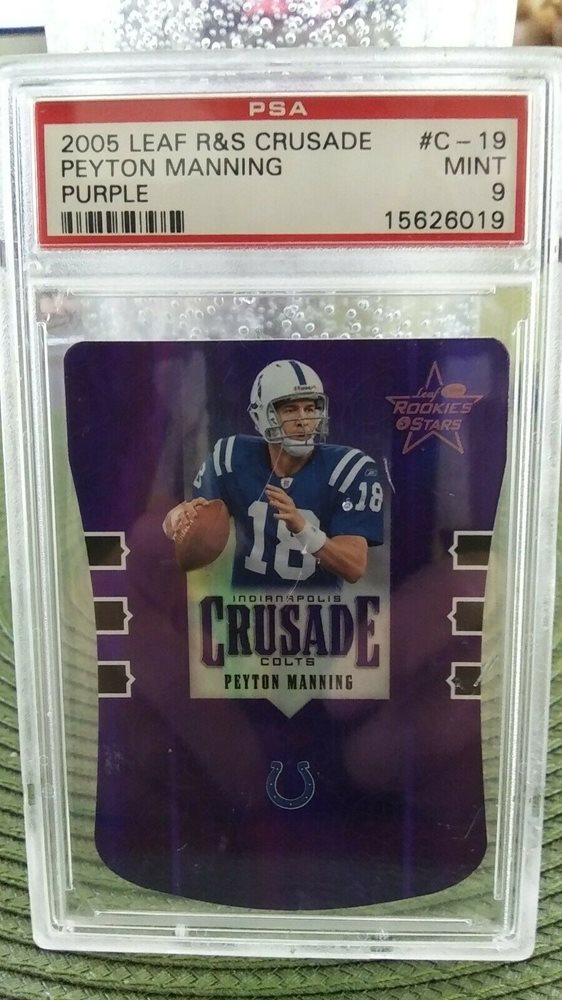 PSA
2005 LEAF R&S CRUSADE #C-19
PEYTON MANNING MINT
PURPLE 9
15626019
Leaf
ROOKIES
& STARS
18
18
18
INDIANAPOLIS
CRUSADE
COLTS
PEYTON MANNING